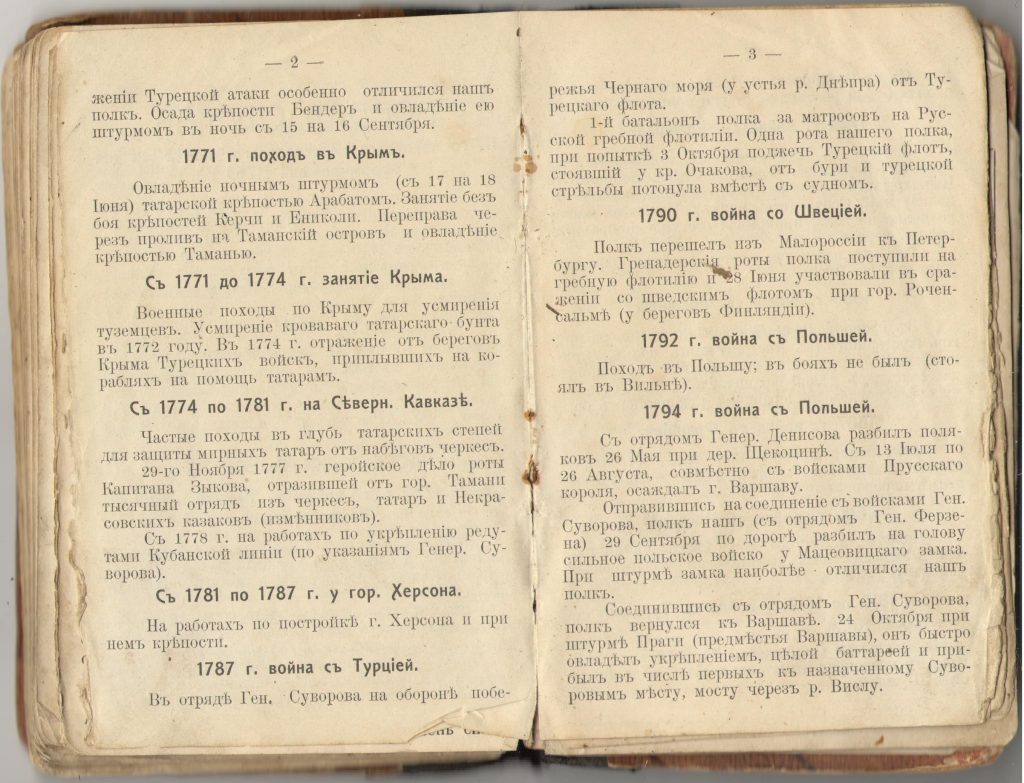 — 2 —
женіи Турецкой атаки особенно отличился нашъ
полкъ. Осада крѣпости Бендеръ и овладѣніе ею
штурмомъ въ ночь съ 15 на 16 Сентября.
1771 г. походъ въ Крымъ.
Овладѣніе ночнымъ штурмомъ (съ 17 на 18
Іюня) татарской крѣпостью Арабатомъ. Занятіе безъ
боя крѣпостей Керчи и Ениколи. Переправа че-
резъ проливъ на Таманскій островъ и овладѣніе
крѣпостью Таманью.
Съ 1771 до 1774 г. занятіе Крыма.
Военные походы по Крыму для усмиренія
туземцевъ. Усмиреніе кроваваго татарскаго бунта
въ 1772 году. Въ 1774 г. отраженіе отъ береговъ
Крыма Турецкихъ войскъ, приплывшихъ на ко-
рабляхъ на помощь татарамъ.
Съ 1774 по 1781 г. на Сѣверн. Кавказѣ.
Частые походы въ глубь татарскихъ степей
для защиты мирныхъ татаръ отъ набѣговъ черкесъ.
29-го Ноября 1777 г. геройское дѣло роты
Капитана Зыкова, отразившей отъ гор. Тамани
тысячный отрядъ изъ черкесъ, татаръ и Некра-
совскихъ казаковъ (измѣнниковъ).
Съ 1778 г. на работахъ по укрѣпленію реду-
тами Кубанской линіи (по указаніямъ Генер. Су-
ворова).
Съ 1781 по 1787 г. у гор. Херсона.
На работахъ по постройкѣ г. Херсона и при
немъ крѣпости.
1787 г. война съ Турціей.
Въ отрядѣ Ген. Суворова на оборонѣ побе-
— 3 —
режья Чернаго моря (у устья р. Днѣпра) отъ Ту-
рецкаго флота.
1-й батальонъ полка за матросовъ на Рус-
ской гребной флотиліи. Одна рота нашего полка,
при попыткѣ 3 Октября поджечь Турецкій флотъ,
стоявшій у кр. Очакова, отъ бури и турецкой
стрѣльбы потонула вмѣстѣ съ судномъ.
1790 г. война со Швеціей.
Полкъ перешелъ изъ Малороссіи къ Петер-
бургу. Гренадерскія роты полка поступили на
гребную флотилію и 28 Іюня участвовали въ сра-
женіи со шведскимъ флотомъ при гор. Рочен-
сальмѣ (у береговъ Финляндіи).
1792 г. война съ Польшей.
Походъ въ Польшу; въ бояхъ не былъ (сто-
ялъ въ Вильнѣ).
1794 г. война съ Польшей.
Съ отрядомъ Генер. Денисова разбилъ поля-
ковъ 26 Мая при дер. Щекоцинѣ. Съ 13 Іюля по
26 Августа, совмѣстно съ войсками Прусскаго
короля, осаждалъ г. Варшаву.
Отправившись на соединеніе съ войсками Ген.
Суворова, полкъ нашъ (съ отрядомъ Ген. Ферзе-
на) 29 Сентября по дорогѣ разбилъ на голову
сильное польское войско у Мацеовицкаго замка.
При штурмѣ замка наиболѣе отличился нашъ
полкъ.
Соединившись съ отрядомъ Ген. Суворова,
полкъ вернулся къ Варшавѣ. 24 Октября при
штурмѣ Праги (предмѣстья Варшавы), онъ быстро
овладѣлъ укрѣпленіемъ, цѣлой баттареей и при-
былъ въ числѣ первыхъ къ назначенному Суво-
ровымъ мѣсту, мосту черезъ р. Вислу.